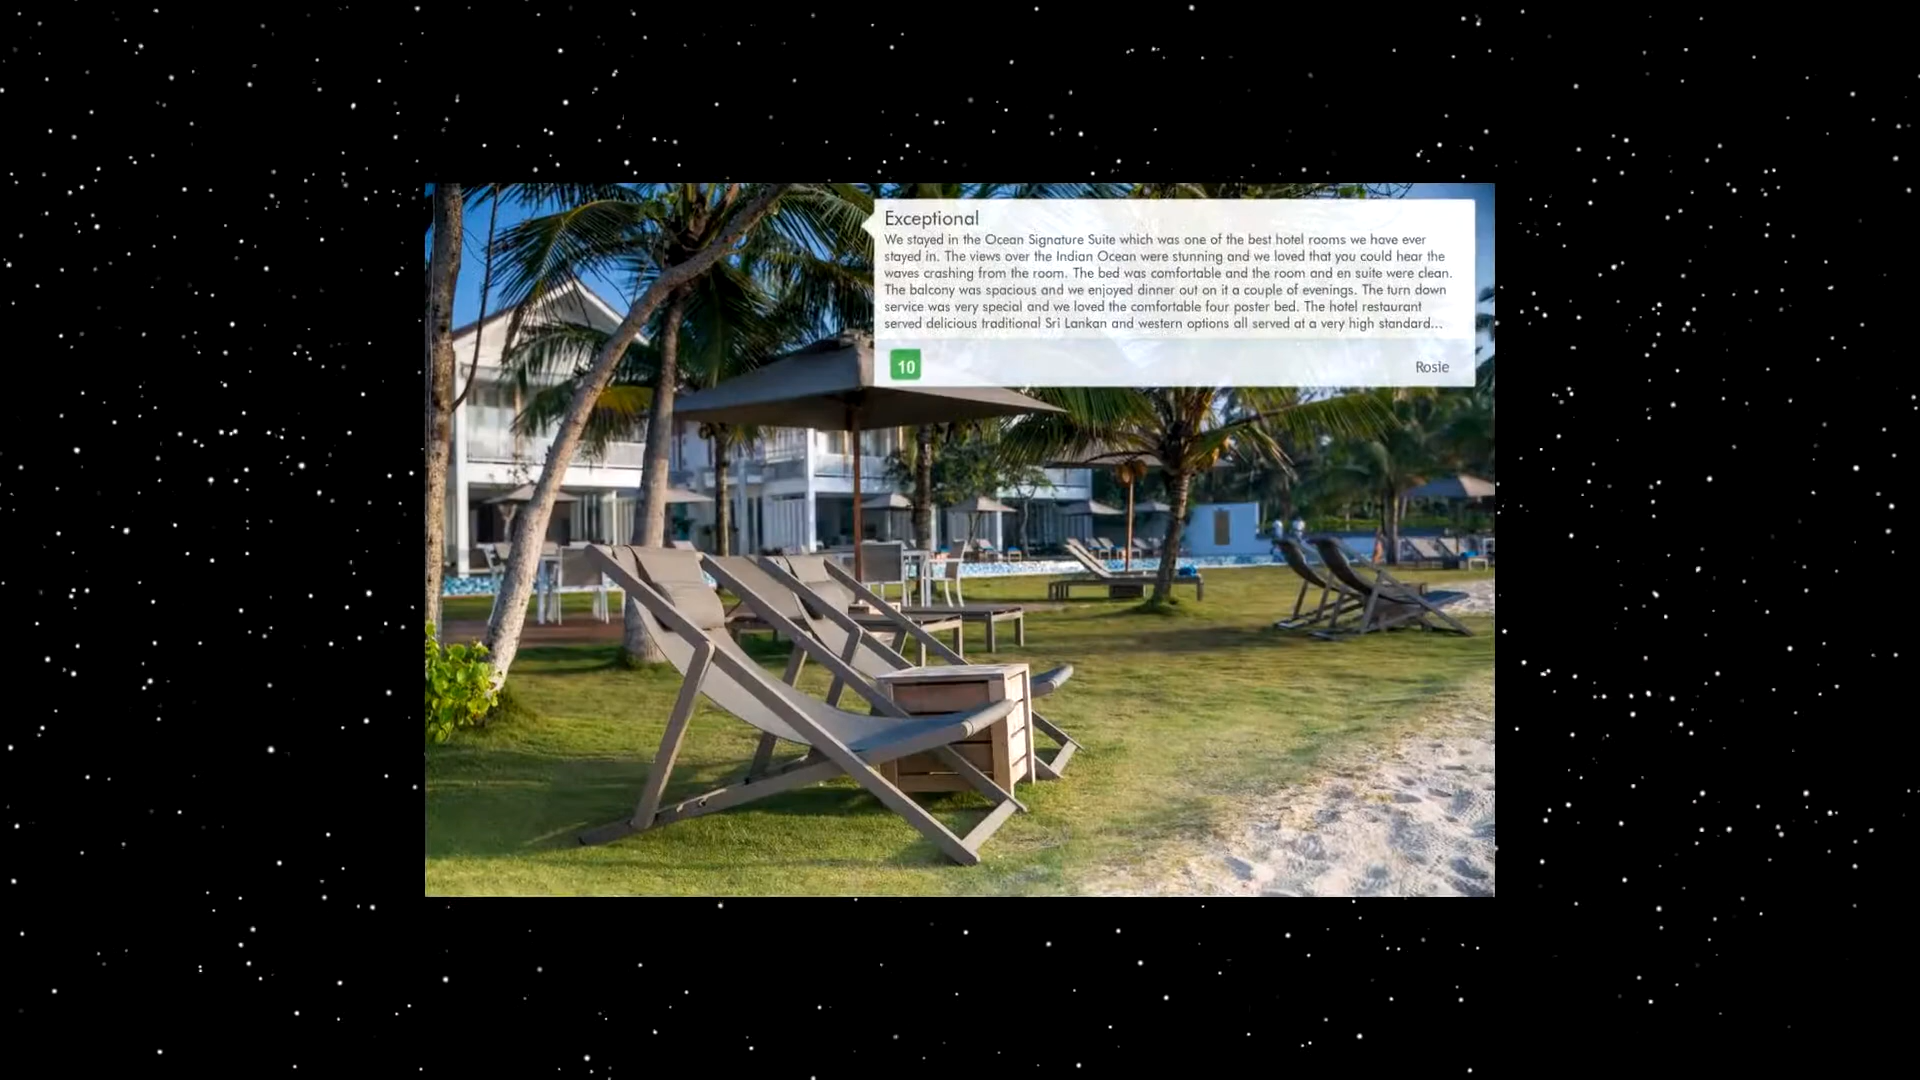 Exceptional
We stayed in the Ocean Signature Suite which was one of the best hotel rooms we have ever
stayed in. The views over the Indian Ocean were stunning and we loved that you could hear the
waves crashing from the room. The bed was comfortable and the room and en suite were clean.
The balcony was spacious and we enjoyed dinner out on it a couple of evenings. The turn down
service was very special and we loved the comfortable four poster bed. The hotel restaurant
served delicious traditional Sri Lankan and western options all served at a very high standard...
10
Rosie